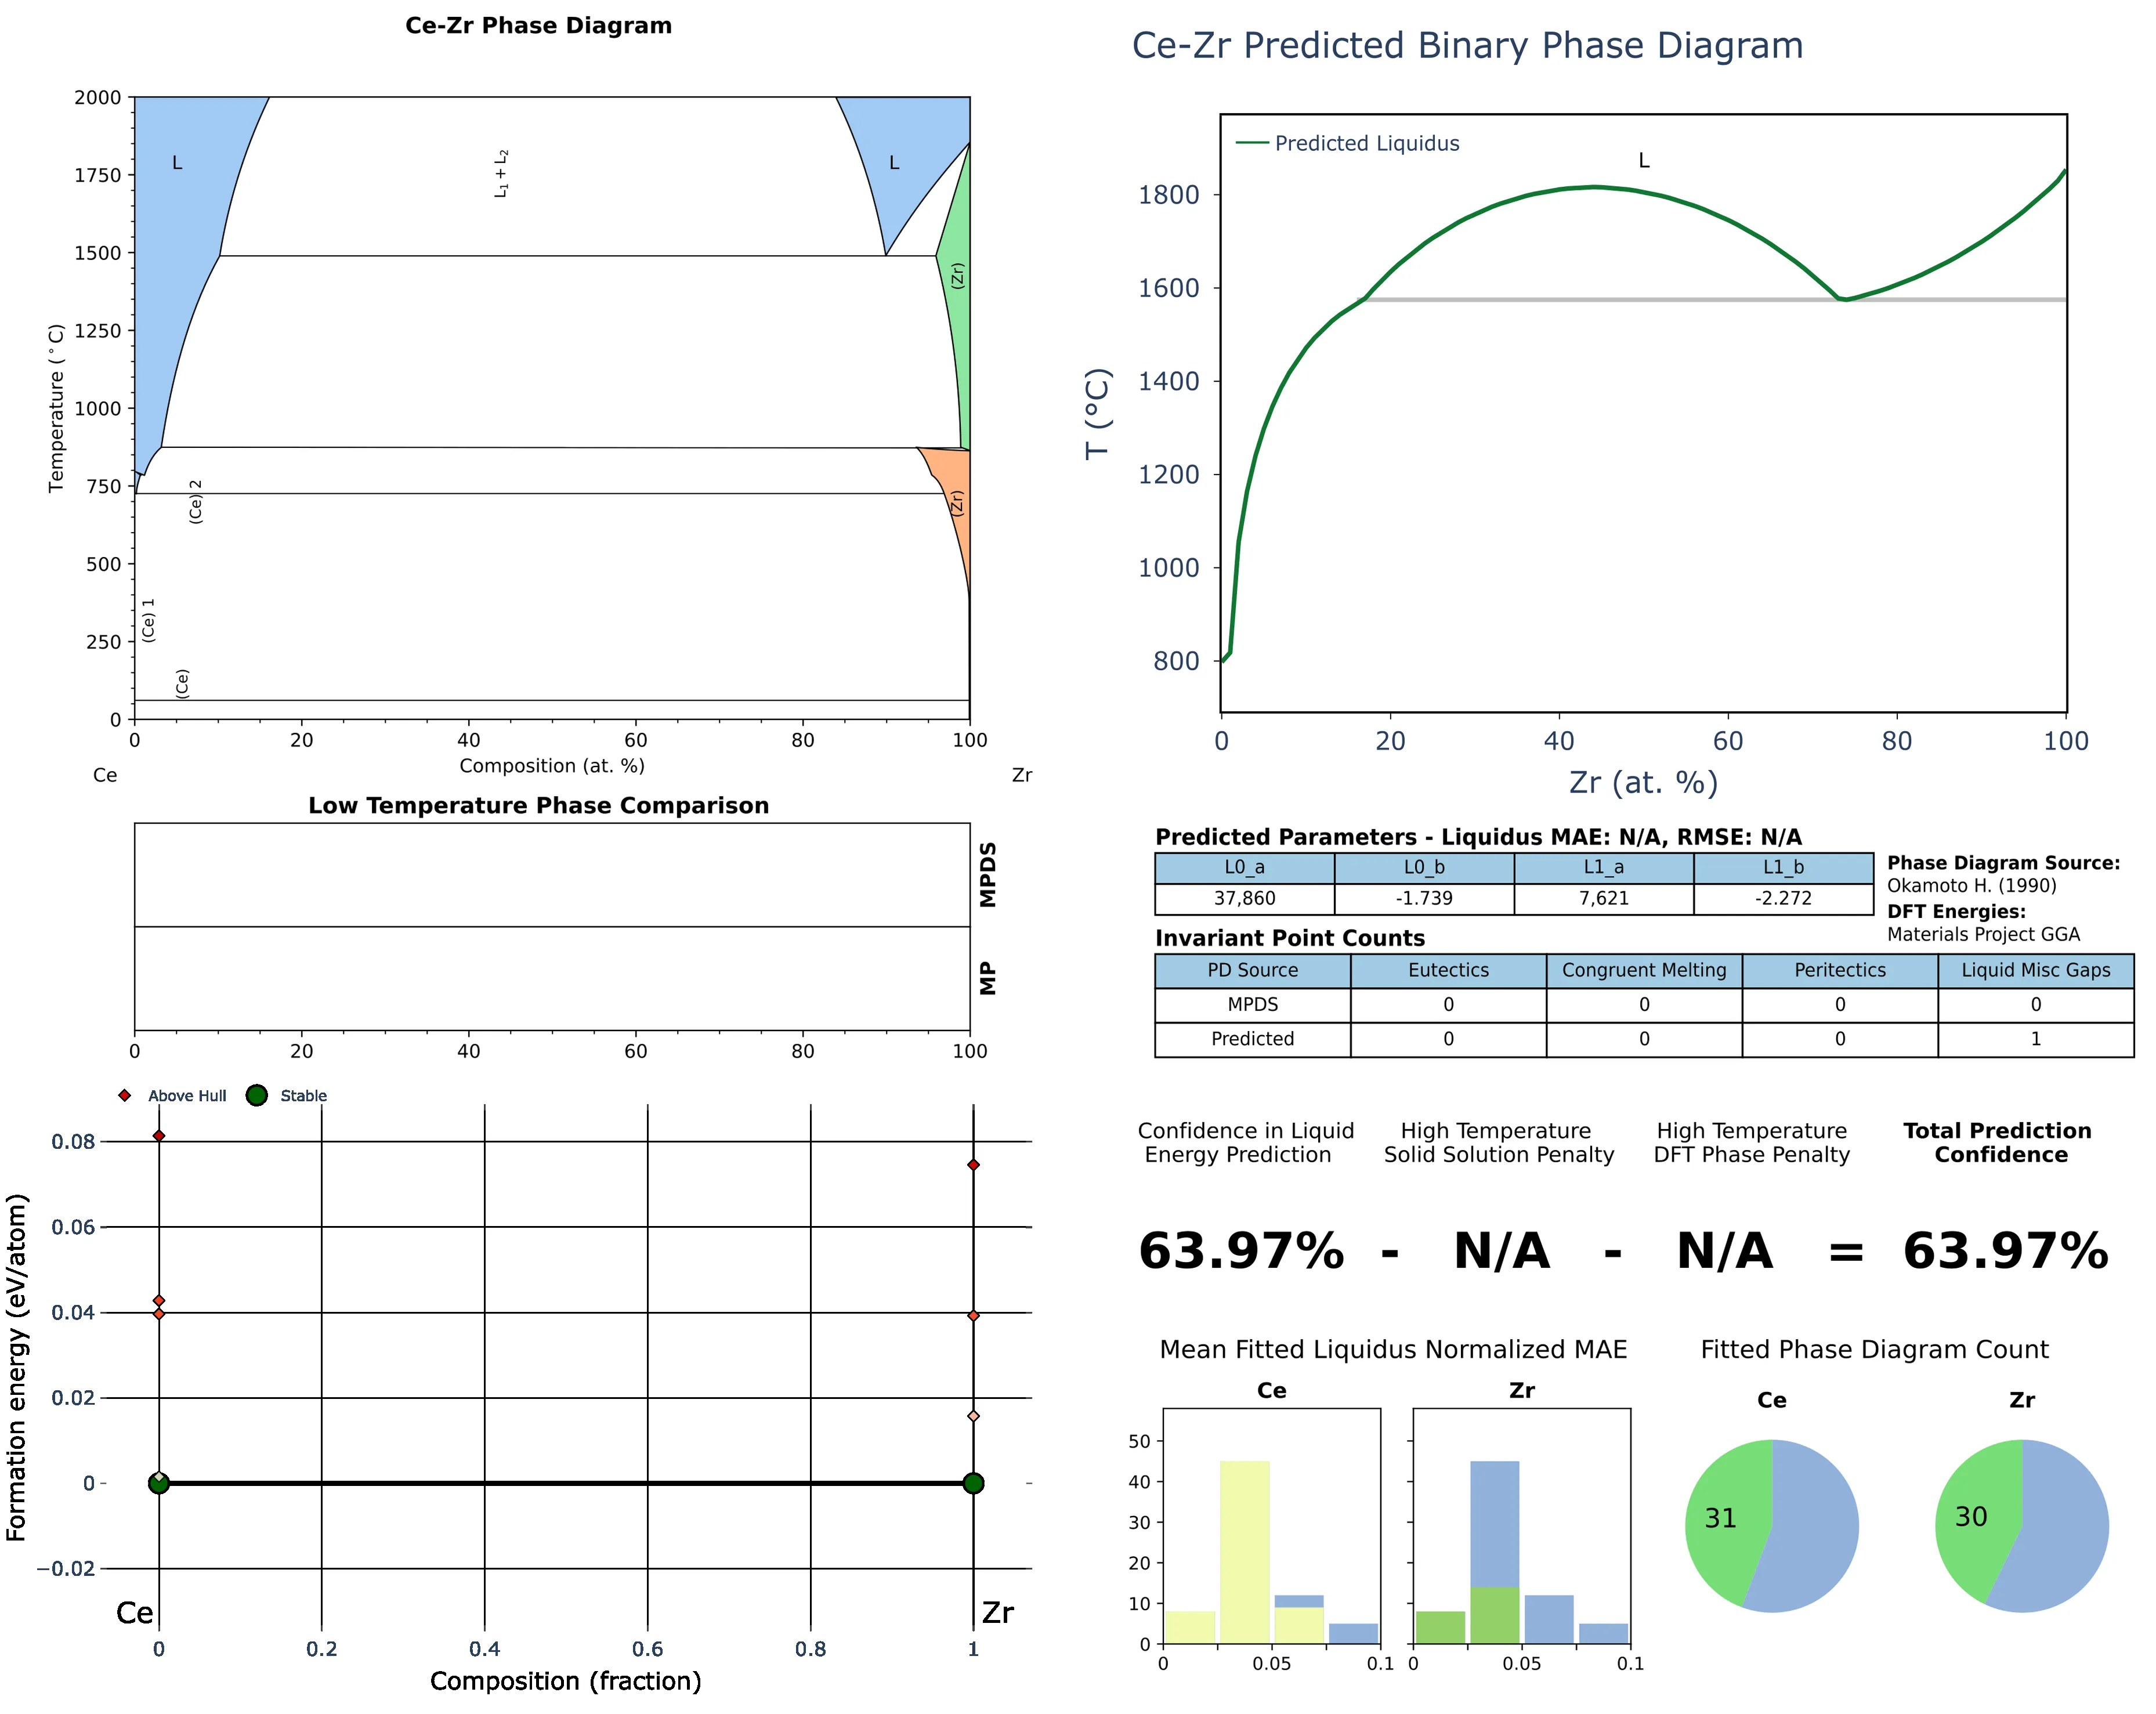 Ce-Zr Phase Diagram
2000
1750
1500
1250
1000
750
500
250
0
Temperature (°C)
L
L₁ + L₂
L
(Zr)
(Zr)
(Ce) 2
(Ce) 1
(Ce)
0 20 40 60 80 100
Composition (at. %)
Ce Zr
Ce-Zr Predicted Binary Phase Diagram
Predicted Liquidus
L
1800
1600
1400
1200
1000
800
T (°C)
0 20 40 60 80 100
Zr (at. %)
Low Temperature Phase Comparison
MPDS
MP
0 20 40 60 80 100
Predicted Parameters - Liquidus MAE: N/A, RMSE: N/A
L0_a L0_b L1_a L1_b
37,860 -1.739 7,621 -2.272
Phase Diagram Source:
Okamoto H. (1990)
DFT Energies:
Materials Project GGA
Invariant Point Counts
PD Source Eutectics Congruent Melting Peritectics Liquid Misc Gaps
MPDS 0 0 0 0
Predicted 0 0 0 1
Above Hull Stable
0.08
0.06
0.04
0.02
0
−0.02
Formation energy (eV/atom)
Ce Zr
0 0.2 0.4 0.6 0.8 1
Composition (fraction)
Confidence in Liquid
Energy Prediction
High Temperature
Solid Solution Penalty
High Temperature
DFT Phase Penalty
Total Prediction
Confidence
63.97% - N/A - N/A = 63.97%
Mean Fitted Liquidus Normalized MAE
Ce Zr
50
40
30
20
10
0
0 0.05 0.1 0 0.05 0.1
Fitted Phase Diagram Count
Ce Zr
31 30